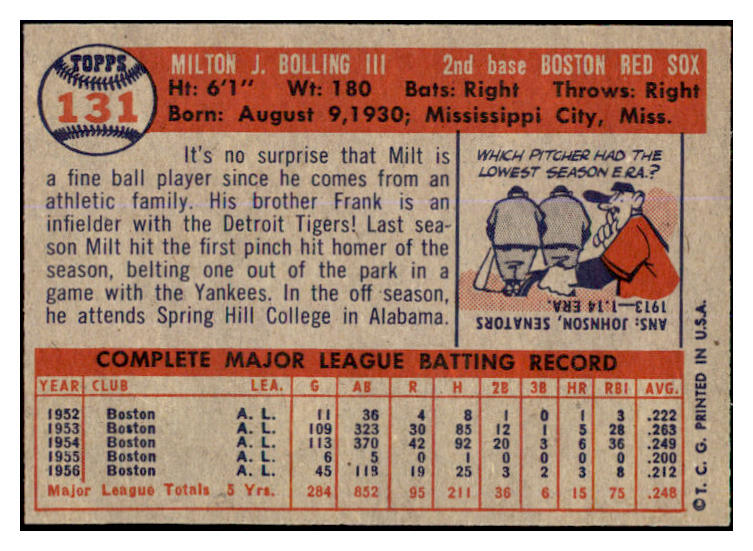 TOPPS
131
MILTON J. BOLLING III 2nd base BOSTON RED SOX
Ht: 6'1" Wt: 180 Bats: Right Throws: Right
Born: August 9, 1930; Mississippi City, Miss.
It's no surprise that Milt is
a fine ball player since he comes from an
athletic family. His brother Frank is an
infielder with the Detroit Tigers! Last sea-
son Milt hit the first pinch hit homer of the
season, belting one out of the park in a
game with the Yankees. In the off season,
he attends Spring Hill College in Alabama.
WHICH PITCHER HAD THE
LOWEST SEASON E.R.A.?
ANS: JOHNSON, SENATORS
1913—1.14 ERA.
COMPLETE MAJOR LEAGUE BATTING RECORD
YEAR CLUB LEA. G AB R H 2B 3B HR RBI AVG.
1952 Boston A. L. 11 36 4 8 1 0 1 3 .222
1953 Boston A. L. 109 323 30 85 12 1 5 28 .263
1954 Boston A. L. 113 370 42 92 20 3 6 36 .249
1955 Boston A. L. 6 5 0 1 0 0 0 0 .200
1956 Boston A. L. 45 118 19 25 3 2 3 8 .212
Major League Totals 5 Yrs. 284 852 95 211 36 6 15 75 .248
© T. C. G. PRINTED IN U.S.A.